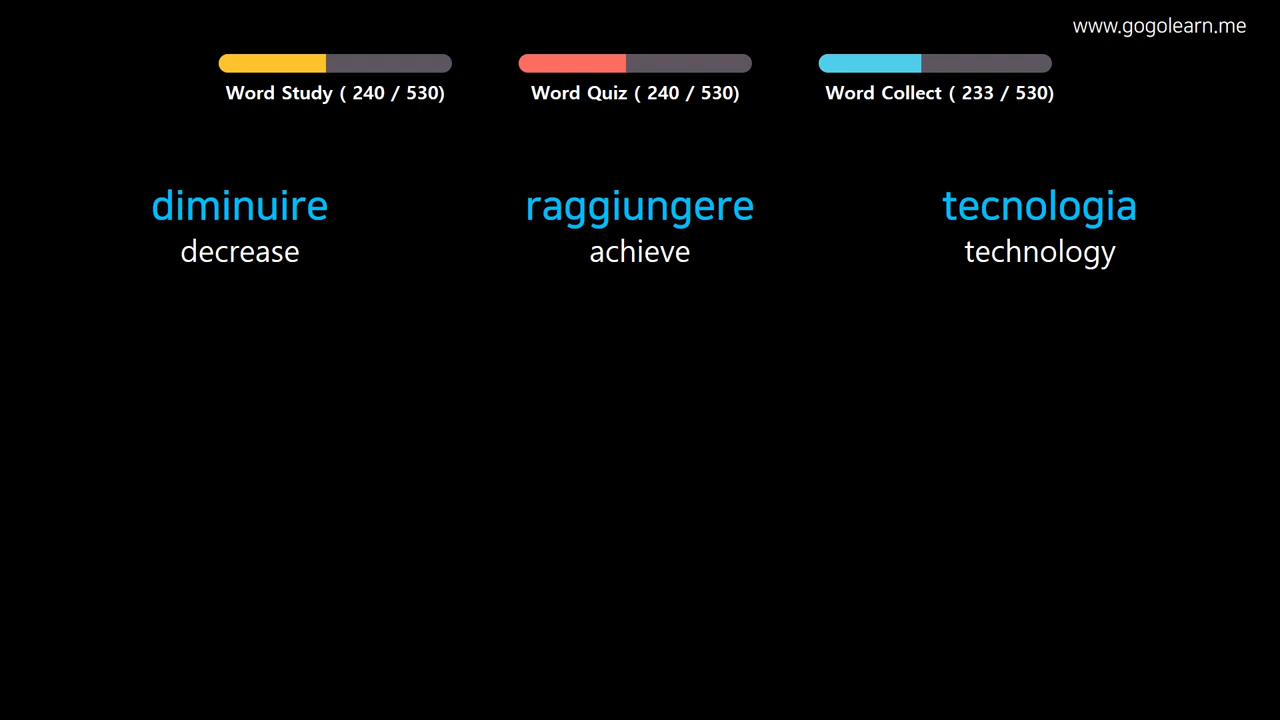 www.gogolearn.me
Word Study ( 240 / 530) Word Quiz ( 240 / 530) Word Collect ( 233 / 530)
diminuire raggiungere tecnologia
decrease achieve technology